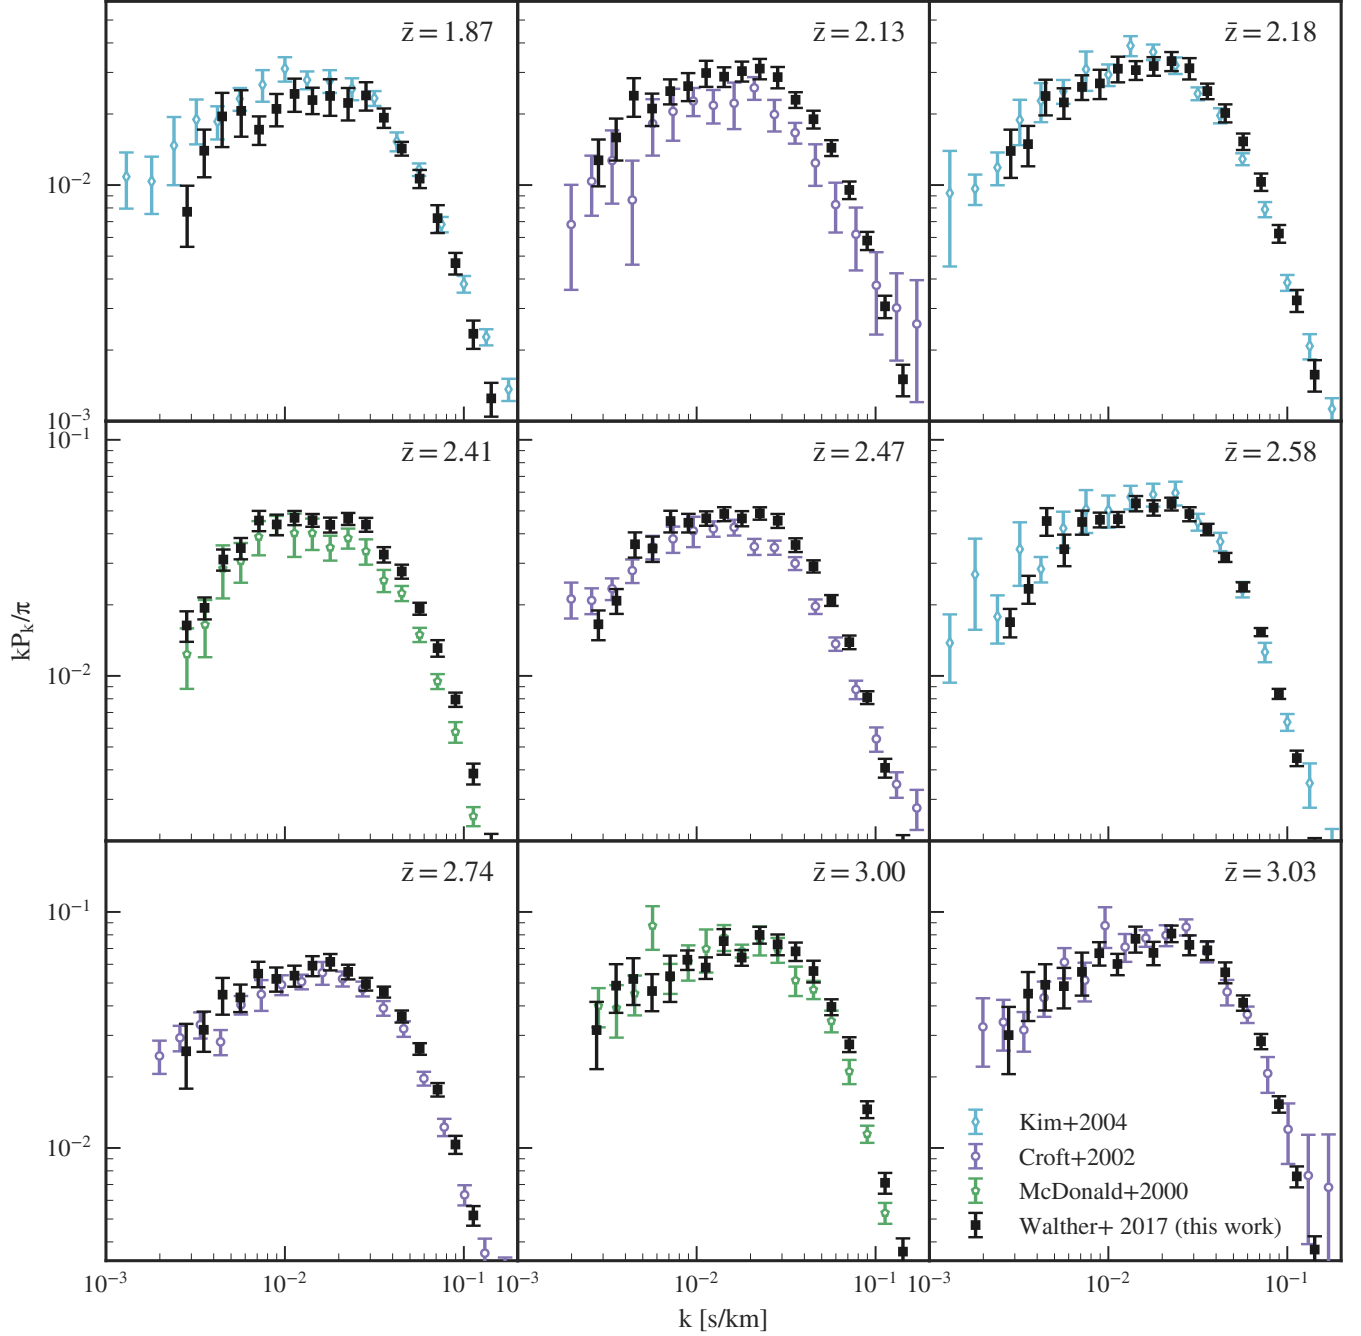 z̄ = 1.87
z̄ = 2.13
z̄ = 2.18
10⁻²
10⁻³
z̄ = 2.41
z̄ = 2.47
z̄ = 2.58
10⁻¹
kPₖ/π
10⁻²
z̄ = 2.74
z̄ = 3.00
z̄ = 3.03
10⁻¹
10⁻²
Kim+2004
Croft+2002
McDonald+2000
Walther+ 2017 (this work)
10⁻³ 10⁻² 10⁻¹ 10⁻³ 10⁻² 10⁻¹ 10⁻³ 10⁻² 10⁻¹
k [s/km]